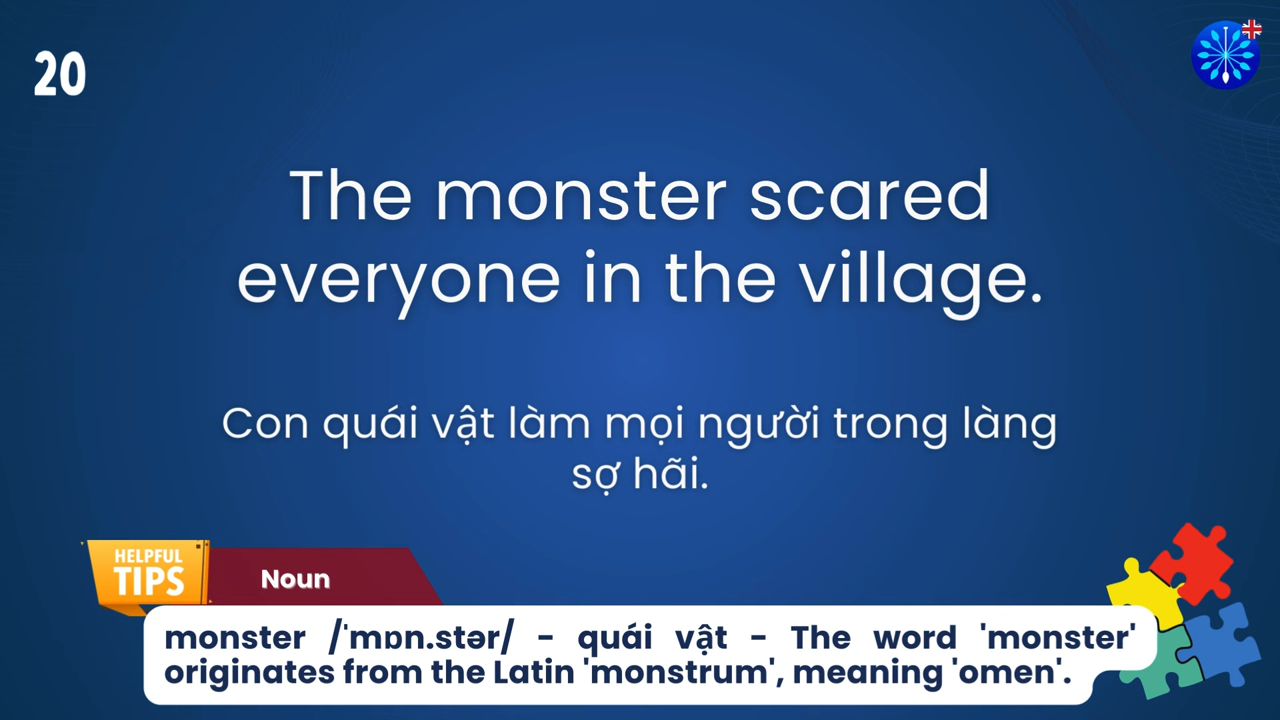 20
The monster scared
everyone in the village.
Con quái vật làm mọi người trong làng
sợ hãi.
HELPFUL
TIPS
Noun
monster /ˈmɒn.stər/ - quái vật - The word 'monster'
originates from the Latin 'monstrum', meaning 'omen'.